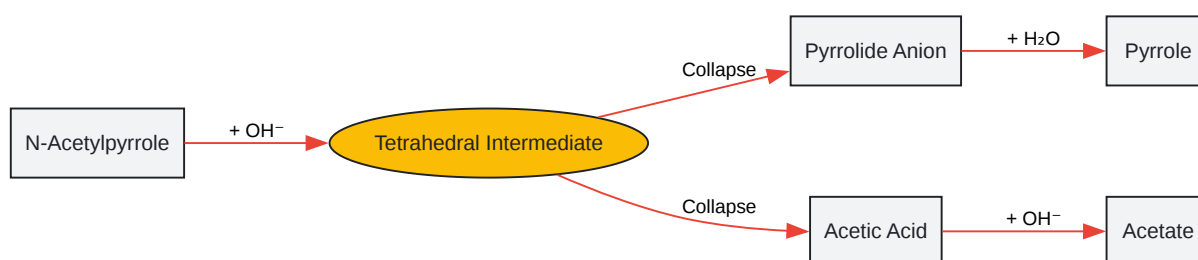 N-Acetylpyrrole
+ OH⁻
Tetrahedral Intermediate
Collapse
Pyrrolide Anion
+ H₂O
Pyrrole
Collapse
Acetic Acid
+ OH⁻
Acetate